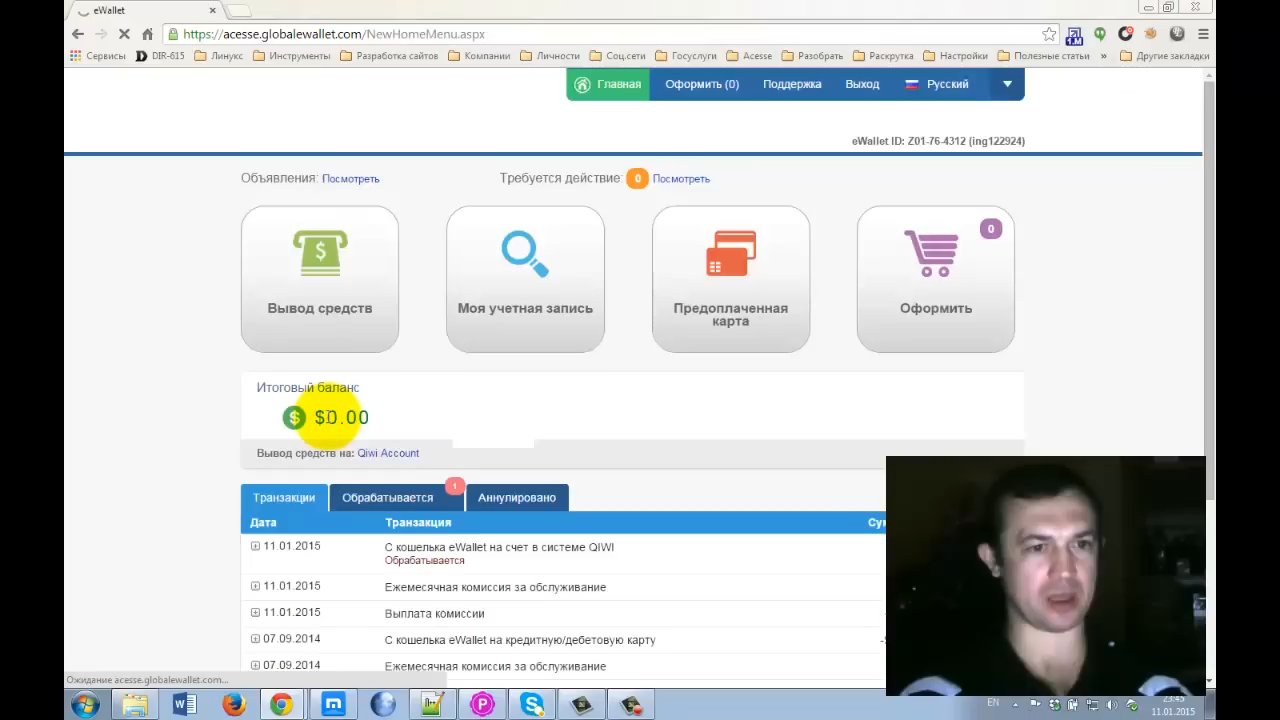 eWallet
https://acesse.globalewallet.com/NewHomeMenu.aspx
1.M
Сервисы DIR-615 Линукс Инструменты Разработка сайтов Компании Личности Соц.сети Госуслуги Acesse Разобрать Раскрутка Настройки Полезные статьи » Другие закладки
Главная Оформить (0) Поддержка Выход Русский
eWallet ID: Z01-76-4312 (ing122924)
Объявления: Посмотреть Требуется действие: 0 Посмотреть
0
Вывод средств Моя учетная запись Предоплаченная карта Оформить
Итоговый баланс
$ $0.00
Вывод средств на: Qiwi Account
Транзакции Обрабатывается 1 Аннулировано
Дата Транзакция
11.01.2015 С кошелька eWallet на счет в системе QIWI
Обрабатывается
11.01.2015 Ежемесячная комиссия за обслуживание
11.01.2015 Выплата комиссии
07.09.2014 С кошелька eWallet на кредитную/дебетовую карту
07.09.2014 Ежемесячная комиссия за обслуживание
Ожидание acesse.globalewallet.com...
EN 23:45
11.01.2015